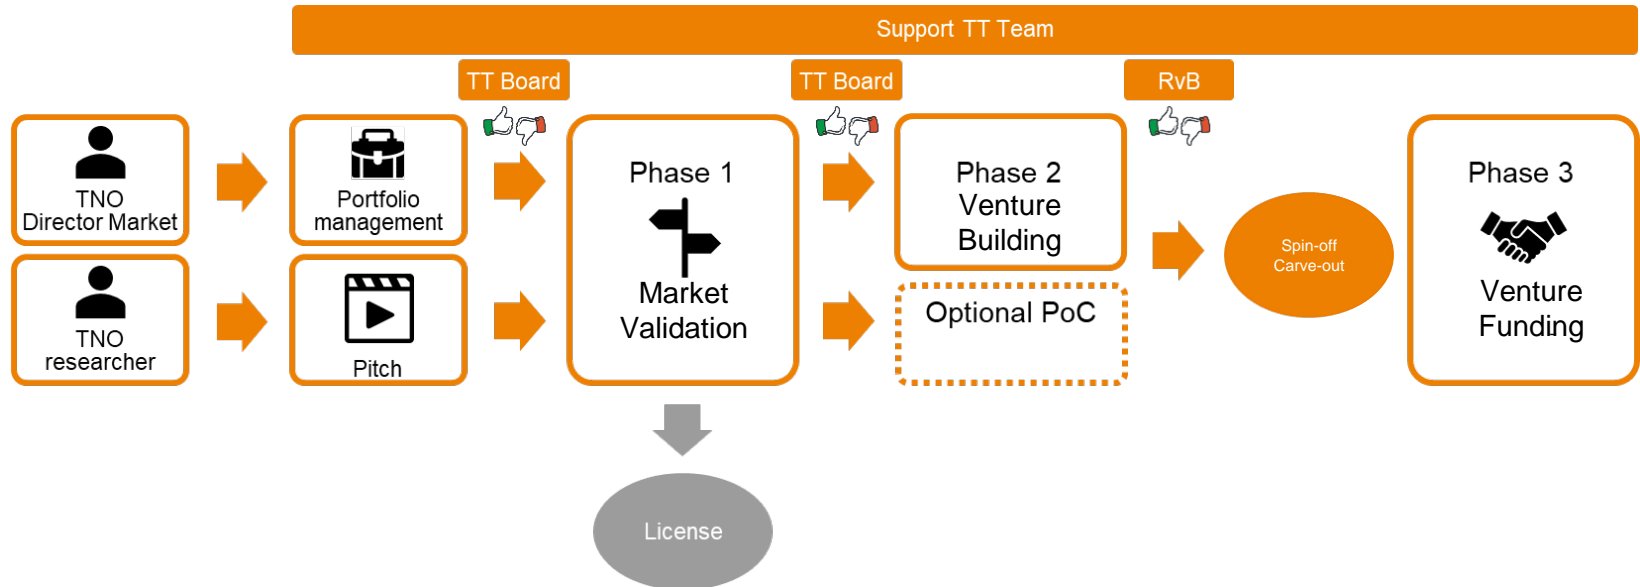 Support TT Team
TT Board
TT Board
RvB
TNO
Director Market
Portfolio
management
Phase 1
Market
Validation
Phase 2
Venture
Building
Spin-off
Carve-out
Phase 3
Venture
Funding
TNO
researcher
Pitch
Optional PoC
License